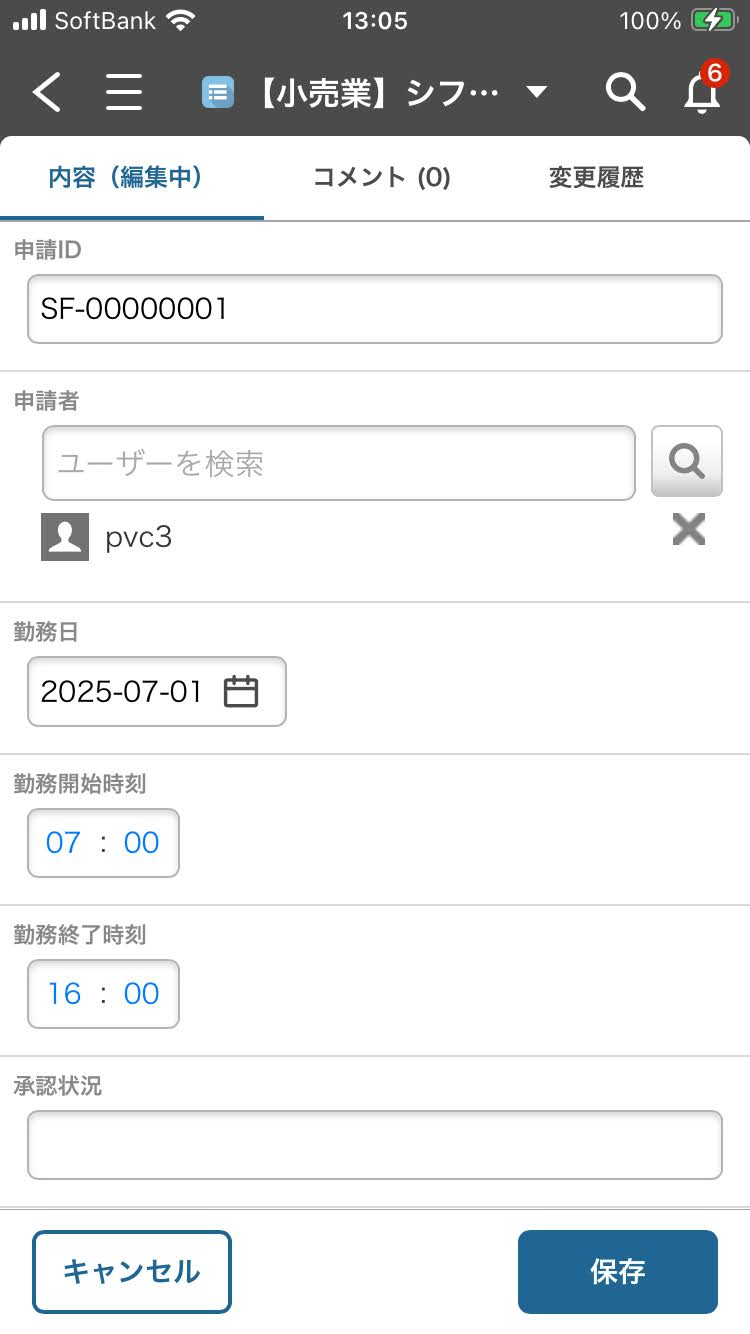 SoftBank 13:05 100%
【小売業】シフ… 6
内容（編集中） コメント (0) 変更履歴
申請ID
SF-00000001
申請者
ユーザーを検索
pvc3
勤務日
2025-07-01
勤務開始時刻
07 : 00
勤務終了時刻
16 : 00
承認状況
キャンセル 保存